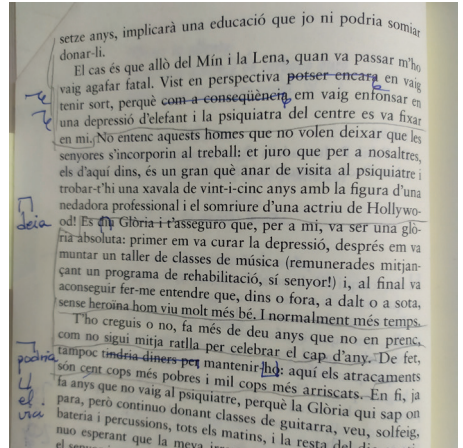 setze anys, implicarà una educació que jo ni podria somiar
donar-li.
El cas és que allò del Mín i la Lena, quan va passar m'ho
vaig agafar fatal. Vist en perspectiva potser encara en vaig
tenir sort, perquè com a conseqüència em vaig enfonsar en
una depressió d'elefant i la psiquiatra del centre es va fixar
en mi. No entenc aquests homes que no volen deixar que les
senyores s'incorporin al treball: et juro que per a nosaltres,
els d'aquí dins, és un gran què anar de visita al psiquiatre i
trobar-t'hi una xavala de vint-i-cinc anys amb la figura d'una
nedadora professional i el somriure d'una actriu de Hollywo-
od! Es diu Glòria i t'asseguro que, per a mi, va ser una glò-
deia
ria absoluta: primer em va curar la depressió, després em va
muntar un taller de classes de música (remunerades mitjan-
çant un programa de rehabilitació, sí senyor!) i, al final va
aconseguir fer-me entendre que, dins o fora, a dalt o a sota,
sense heroïna hom viu molt més bé. I normalment més temps.
T'ho creguis o no, fa més de deu anys que no en prenc,
com no sigui mitja ratlla per celebrar el cap d'any. De fet,
tampoc tindria diners per mantenir-ho: aquí els atracaments
podria
són cent cops més pobres i mil cops més arriscats. En fi, ja
fa anys que no vaig al psiquiatre, perquè la Glòria qui sap on
para, però continuo donant classes de guitarra, veu, solfeig,
bateria i percussions, tots els matins, i la resta del
nuo esperant que la meva